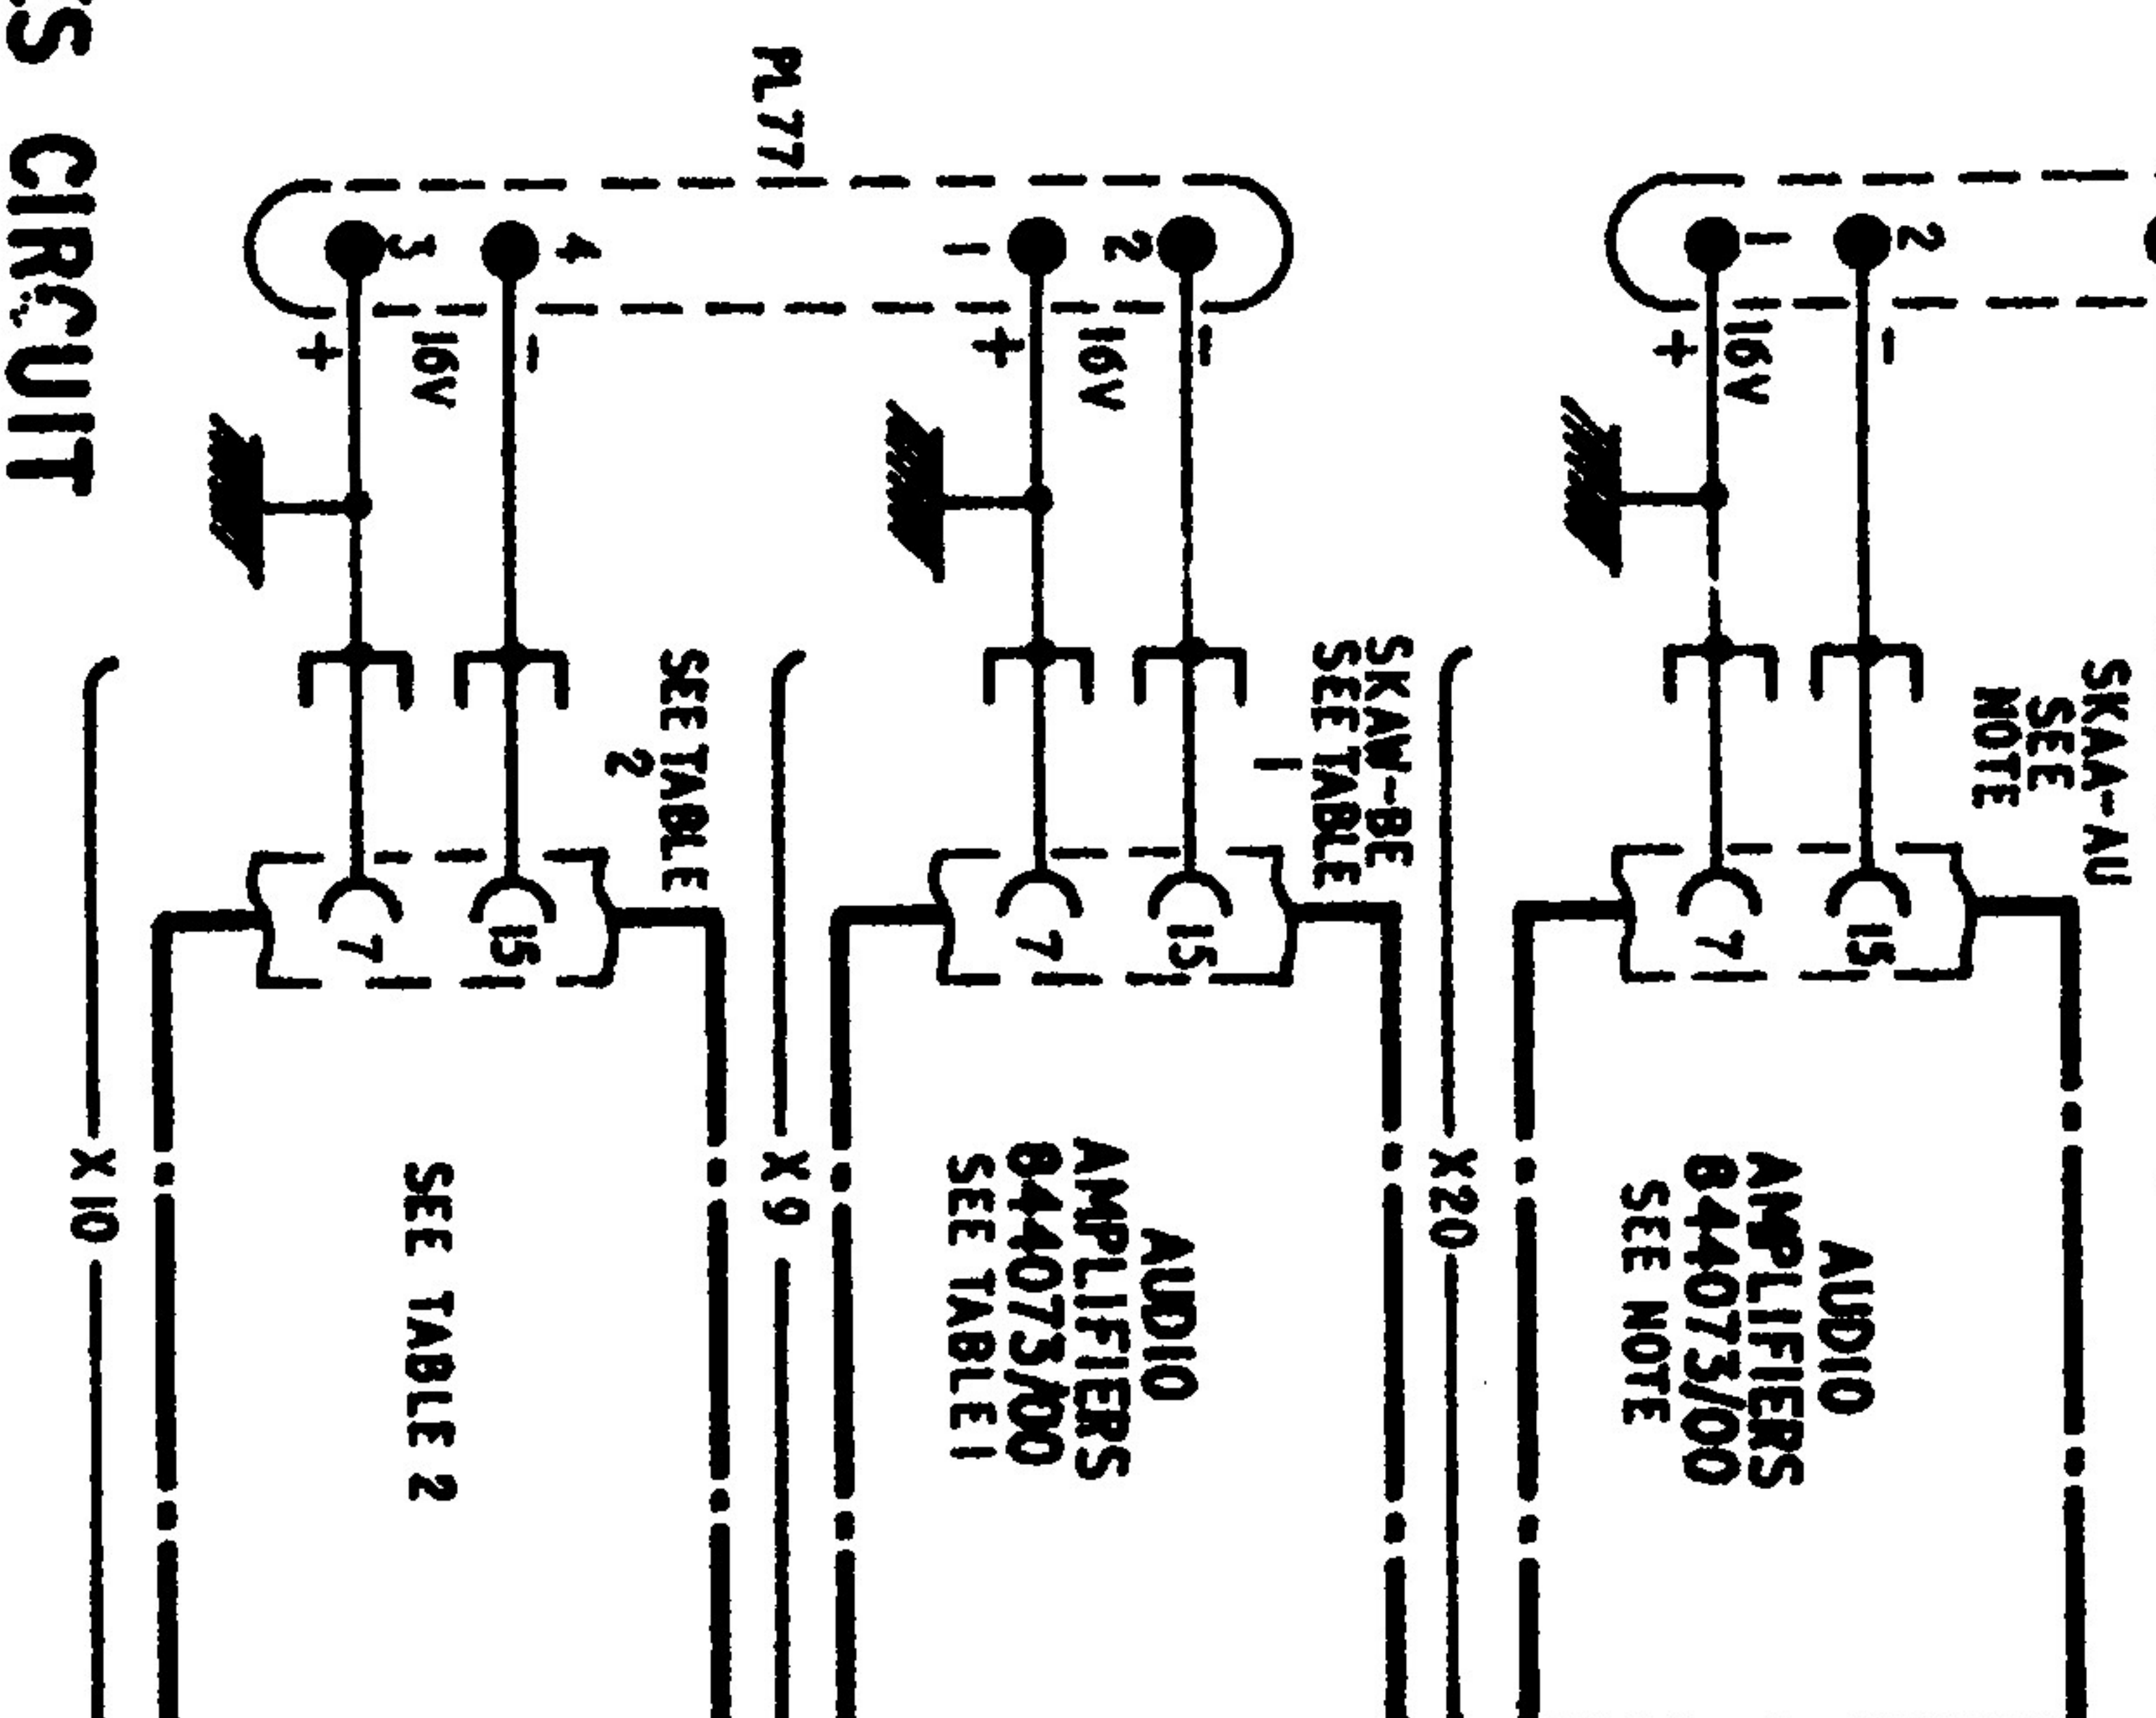 CIRCUIT
PL77
3
4
1
2
1
2
+
16V
-
+
16V
-
+
16V
-
SEE TABLE
2
SKAW-BE
SEE TABLE
1
SKAA-AU
SEE
NOTE
7
15
7
15
7
15
X 10
SEE TABLE 2
X 9
AUDIO
AMPLIFIERS
844073/00
SEE TABLE 1
X20
AUDIO
AMPLIFIERS
844073/00
SEE NOTE